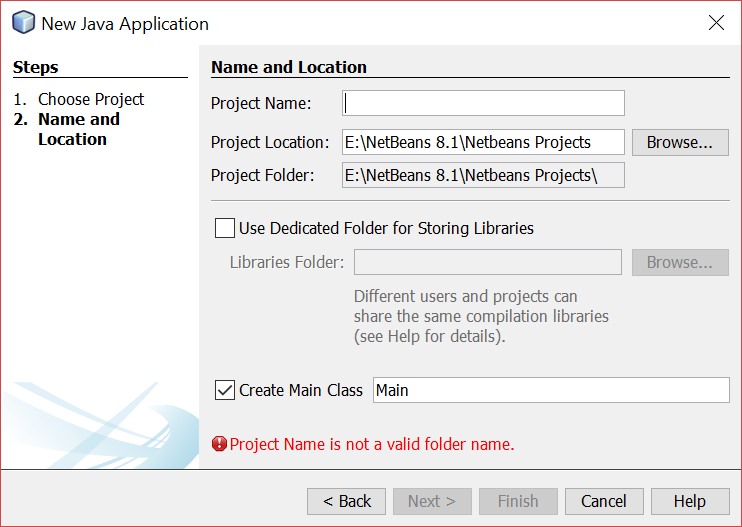 New Java Application
Steps
1. Choose Project
2. Name and
Location
Name and Location
Project Name:
Project Location: E:\NetBeans 8.1\Netbeans Projects Browse...
Project Folder: E:\NetBeans 8.1\Netbeans Projects\
Use Dedicated Folder for Storing Libraries
Libraries Folder: Browse...
Different users and projects can
share the same compilation libraries
(see Help for details).
Create Main Class Main
Project Name is not a valid folder name.
< Back Next > Finish Cancel Help